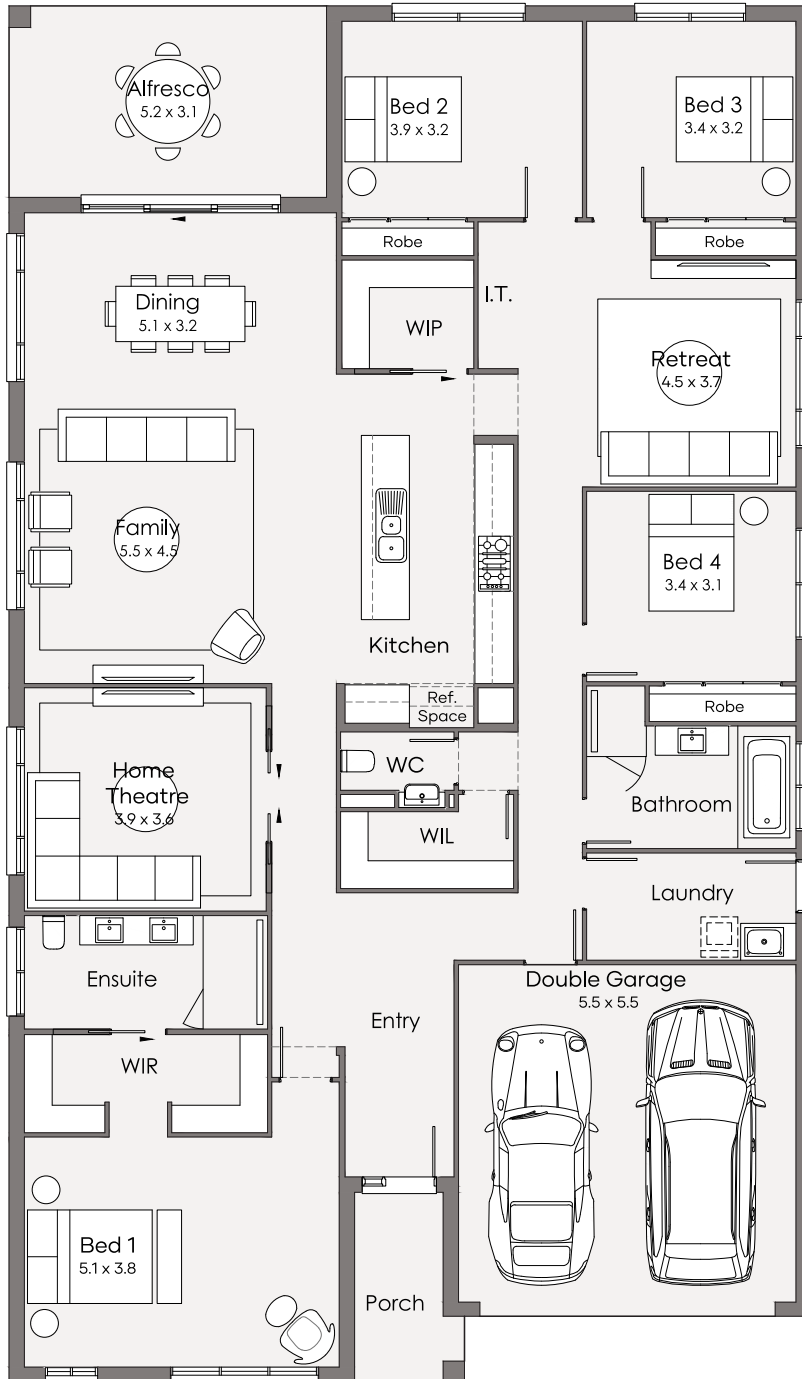 Alfresco
5.2 x 3.1
Bed 2
3.9 x 3.2
Bed 3
3.4 x 3.2
Robe
Robe
Dining
5.1 x 3.2
WIP
I.T.
Retreat
4.5 x 3.7
Family
5.5 x 4.5
Kitchen
Bed 4
3.4 x 3.1
Ref.
Space
Robe
Home
Theatre
3.9 x 3.6
WC
WIL
Bathroom
Laundry
Ensuite
WIR
Entry
Double Garage
5.5 x 5.5
Bed 1
5.1 x 3.8
Porch